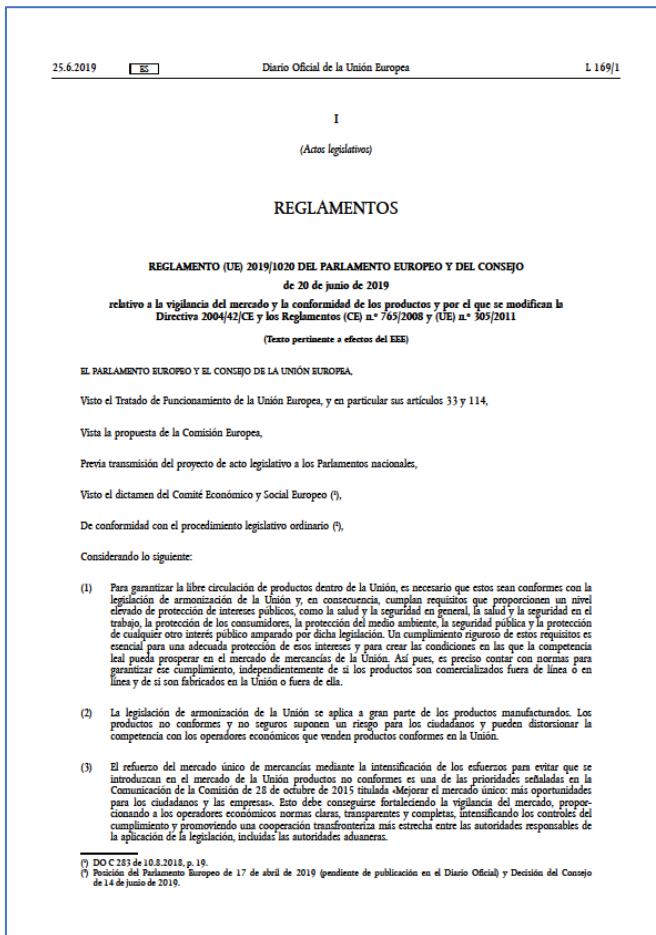 25.6.2019 ES Diario Oficial de la Unión Europea L 169/1
I
(Actos legislativos)
REGLAMENTOS
REGLAMENTO (UE) 2019/1020 DEL PARLAMENTO EUROPEO Y DEL CONSEJO
de 20 de junio de 2019
relativo a la vigilancia del mercado y la conformidad de los productos y por el que se modifican la
Directiva 2004/42/CE y los Reglamentos (CE) n.º 765/2008 y (UE) n.º 305/2011
(Texto pertinente a efectos del EEE)
EL PARLAMENTO EUROPEO Y EL CONSEJO DE LA UNIÓN EUROPEA,
Visto el Tratado de Funcionamiento de la Unión Europea, y en particular sus artículos 33 y 114,
Vista la propuesta de la Comisión Europea,
Previa transmisión del proyecto de acto legislativo a los Parlamentos nacionales,
Visto el dictamen del Comité Económico y Social Europeo (¹),
De conformidad con el procedimiento legislativo ordinario (²),
Considerando lo siguiente:
(1) Para garantizar la libre circulación de productos dentro de la Unión, es necesario que estos sean conformes con la
legislación de armonización de la Unión y, en consecuencia, cumplan requisitos que proporcionen un nivel
elevado de protección de intereses públicos, como la salud y la seguridad en general, la salud y la seguridad en el
trabajo, la protección de los consumidores, la protección del medio ambiente, la seguridad pública y la protección
de cualquier otro interés público amparado por dicha legislación. Un cumplimiento riguroso de estos requisitos es
esencial para una adecuada protección de esos intereses y para crear las condiciones en las que la competencia
leal pueda prosperar en el mercado de mercancías de la Unión. Así pues, es preciso contar con normas para
garantizar ese cumplimiento, independientemente de si los productos son comercializados fuera de línea o en
línea y de si son fabricados en la Unión o fuera de ella.
(2) La legislación de armonización de la Unión se aplica a gran parte de los productos manufacturados. Los
productos no conformes y no seguros suponen un riesgo para los ciudadanos y pueden distorsionar la
competencia con los operadores económicos que venden productos conformes en la Unión.
(3) El refuerzo del mercado único de mercancías mediante la intensificación de los esfuerzos para evitar que se
introduzcan en el mercado de la Unión productos no conformes es una de las prioridades señaladas en la
Comunicación de la Comisión de 28 de octubre de 2015 titulada «Mejorar el mercado único: más oportunidades
para los ciudadanos y las empresas». Esto debe conseguirse fortaleciendo la vigilancia del mercado, propor-
cionando a los operadores económicos normas claras, transparentes y completas, intensificando los controles del
cumplimiento y promoviendo una cooperación transfronteriza más estrecha entre las autoridades responsables de
la aplicación de la legislación, incluidas las autoridades aduaneras.
(¹) DO C 283 de 10.8.2018, p. 19.
(²) Posición del Parlamento Europeo de 17 de abril de 2019 (pendiente de publicación en el Diario Oficial) y Decisión del Consejo
de 14 de junio de 2019.